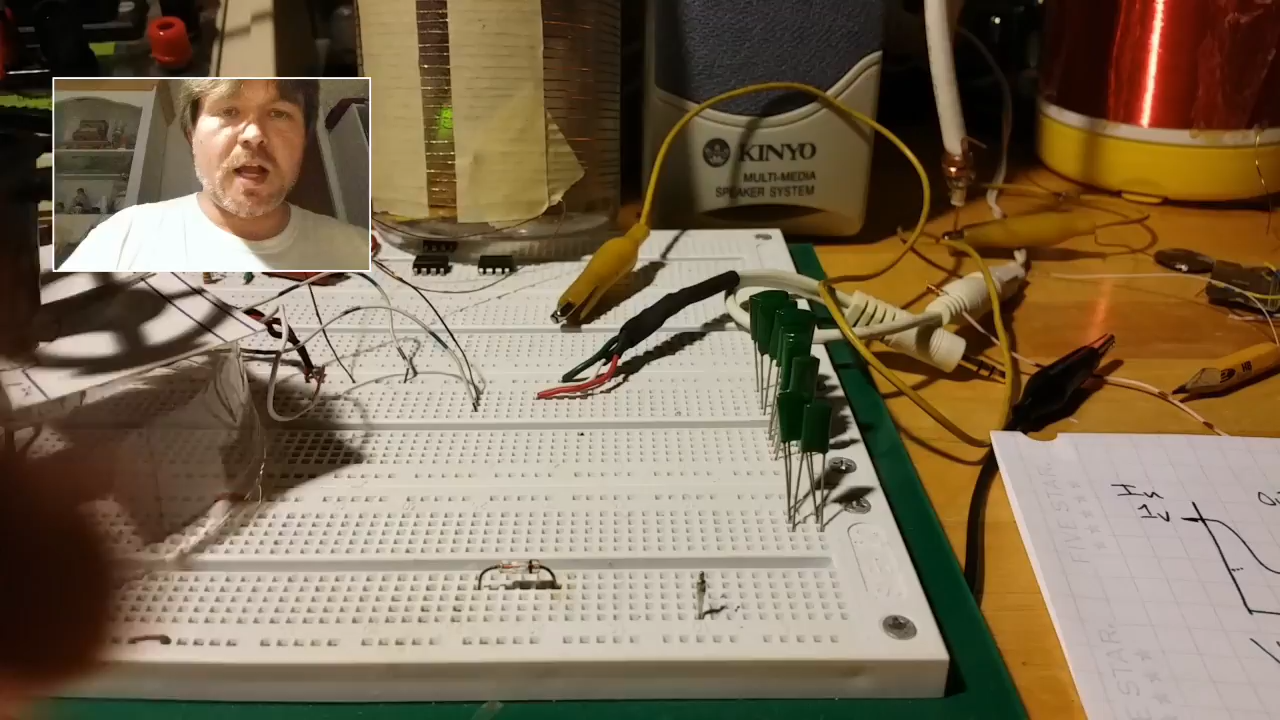 KINYO
MULTI-MEDIA
SPEAKER SYSTEM
FIVE STAR.
In
1V
E STAR.